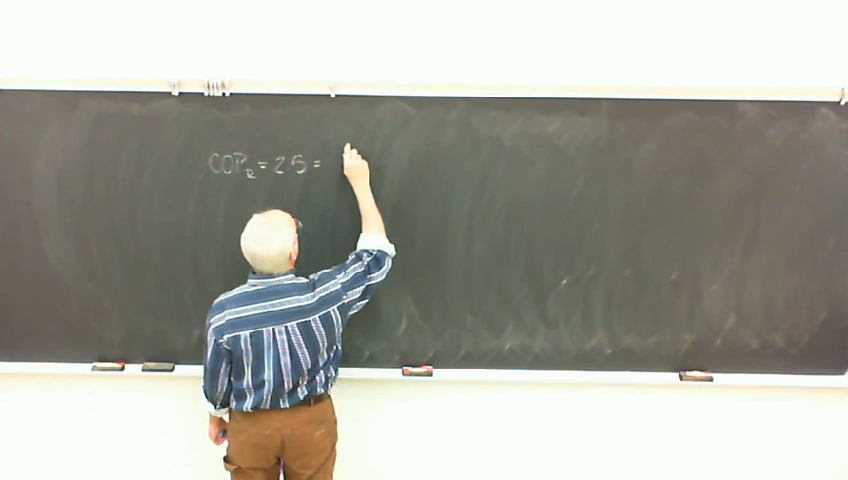 COP_R = 2.5 =